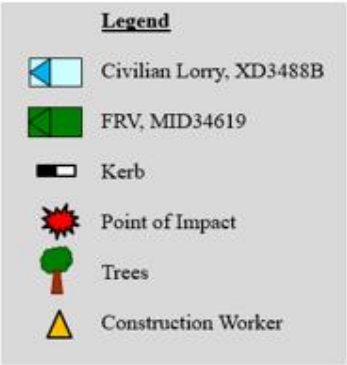 Legend
Civilian Lorry, XD3488B
FRV, MID34619
Kerb
Point of Impact
Trees
Construction Worker